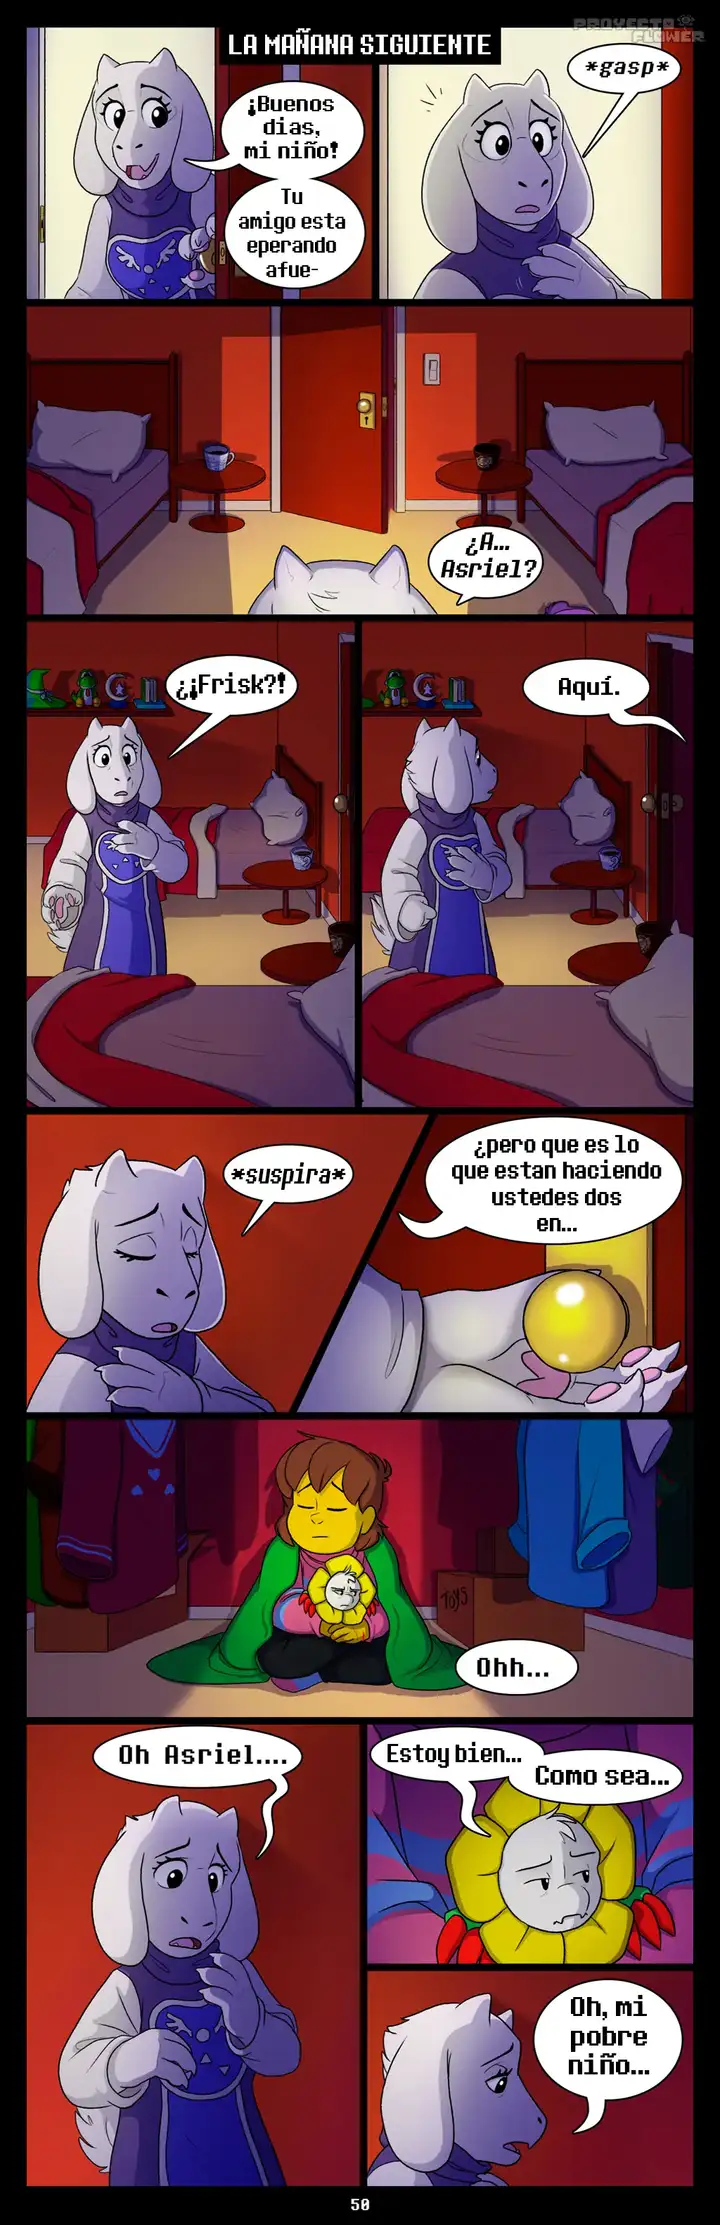 PROYECTO
FLOWER
LA MAÑANA SIGUIENTE
¡Buenos
dias,
mi niño!
Tu
amigo esta
eperando
afue-
*gasp*
¿A...
Asriel?
¿¡Frisk?!
Aquí.
*suspira*
¿pero que es lo
que estan haciendo
ustedes dos
en...
TOYS
Ohh...
Oh Asriel....
Estoy bien...
Como sea...
Oh, mi
pobre
niño...
50